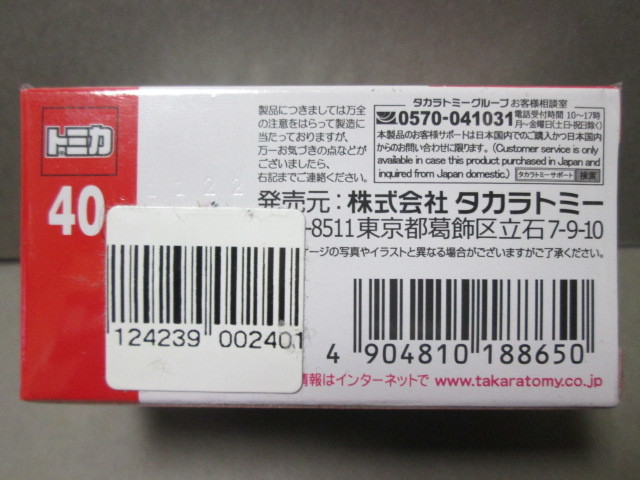 トミカ
40
製品につきましては万全
の注意をはらって製造に
当たっておりますが、
万一お気づきの点などが
ございましたら、
右記までご連絡ください。
タカラトミーグループ お客様相談室
0570-041031 電話受付時間 10〜17時
月〜金曜日(土・日・祝日除く)
本製品のお客様サポートは日本国内でのご購入かつ日本国内
からのお問い合わせに限ります。(Customer service is only
available in case this product purchased in Japan and
inquired from Japan domestic.) タカラトミーサポート 検索
発売元:株式会社 タカラトミー
-8511東京都葛飾区立石7-9-10
ージの写真やイラストと異なる場合がございますがご了承ください。
124239 002401
4 904810 188650
情報はインターネットで www.takaratomy.co.jp